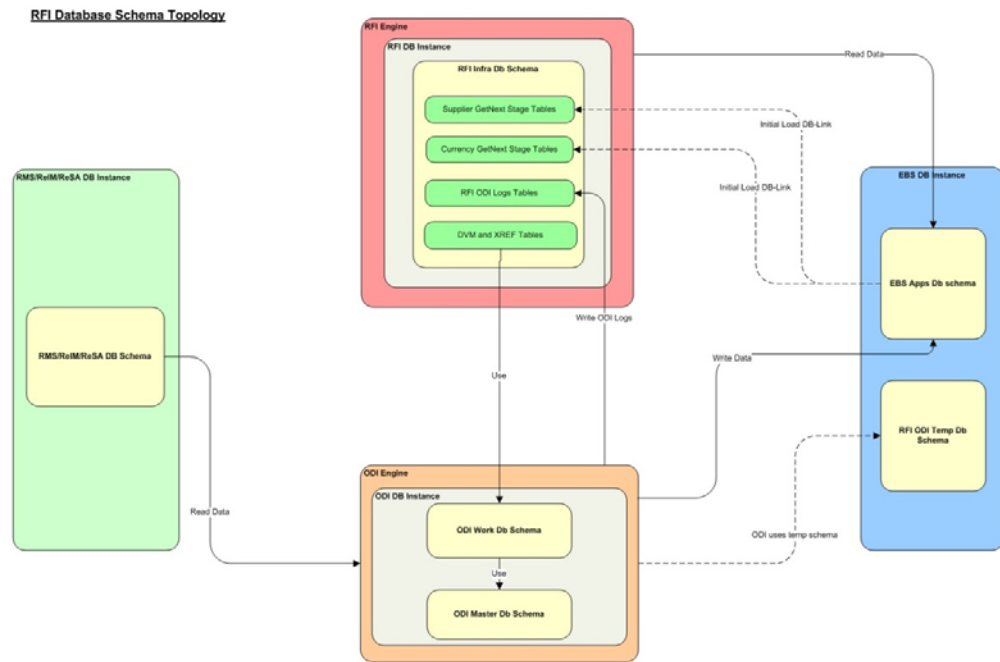 RFI Database Schema Topology
RFI Engine
RFI DB Instance
RFI Infra Db Schema
Read Data
Supplier GetNext Stage Tables
Initial Load DB-Link
Currency GetNext Stage Tables
RMS/ReIM/ReSA DB Instance
EBS DB Instance
Initial Load DB-Link
RFI ODI Logs Tables
DVM and XREF Tables
EBS Apps Db schema
Write ODI Logs
RMS/ReIM/ReSA DB Schema
Write Data
Use
RFI ODI Temp Db
Schema
ODI Engine
ODI DB Instance
Read Data
ODI Work Db Schema
ODI uses temp schema
Use
ODI Master Db Schema